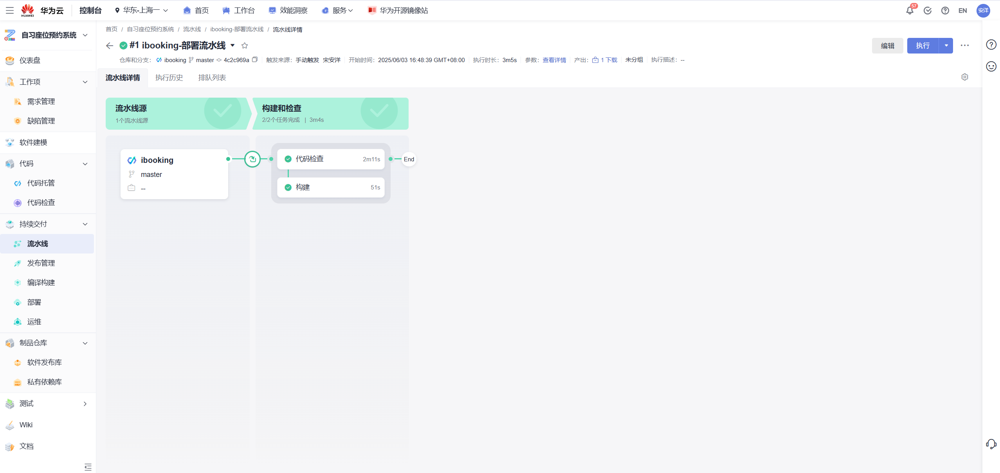 HUAWEI 华为云 控制台 华东-上海一 首页 工作台 效能洞察 服务 华为开源镜像站 57 EN 安洋
自习座位预约系统
仪表盘
工作项
需求管理
缺陷管理
软件建模
代码
代码托管
代码检查
持续交付
流水线
发布管理
编译构建
部署
运维
制品仓库
软件发布库
私有依赖库
测试
Wiki
文档
首页 / 自习座位预约系统 / 流水线 / ibooking-部署流水线 / 流水线详情
#1 ibooking-部署流水线
编辑 执行
仓库和分支： ibooking master 4c2c969a 触发来源： 手动触发 宋安洋 开始时间： 2025/06/03 16:48:39 GMT+08:00 执行时长： 3m5s 参数： 查看详情 产出： 1 下载 未分组 执行描述： --
流水线详情 执行历史 排队列表
流水线源
1个流水线源
构建和检查
2/2个任务完成 | 3m4s
ibooking
master
--
代码检查 2m11s
构建 51s
End